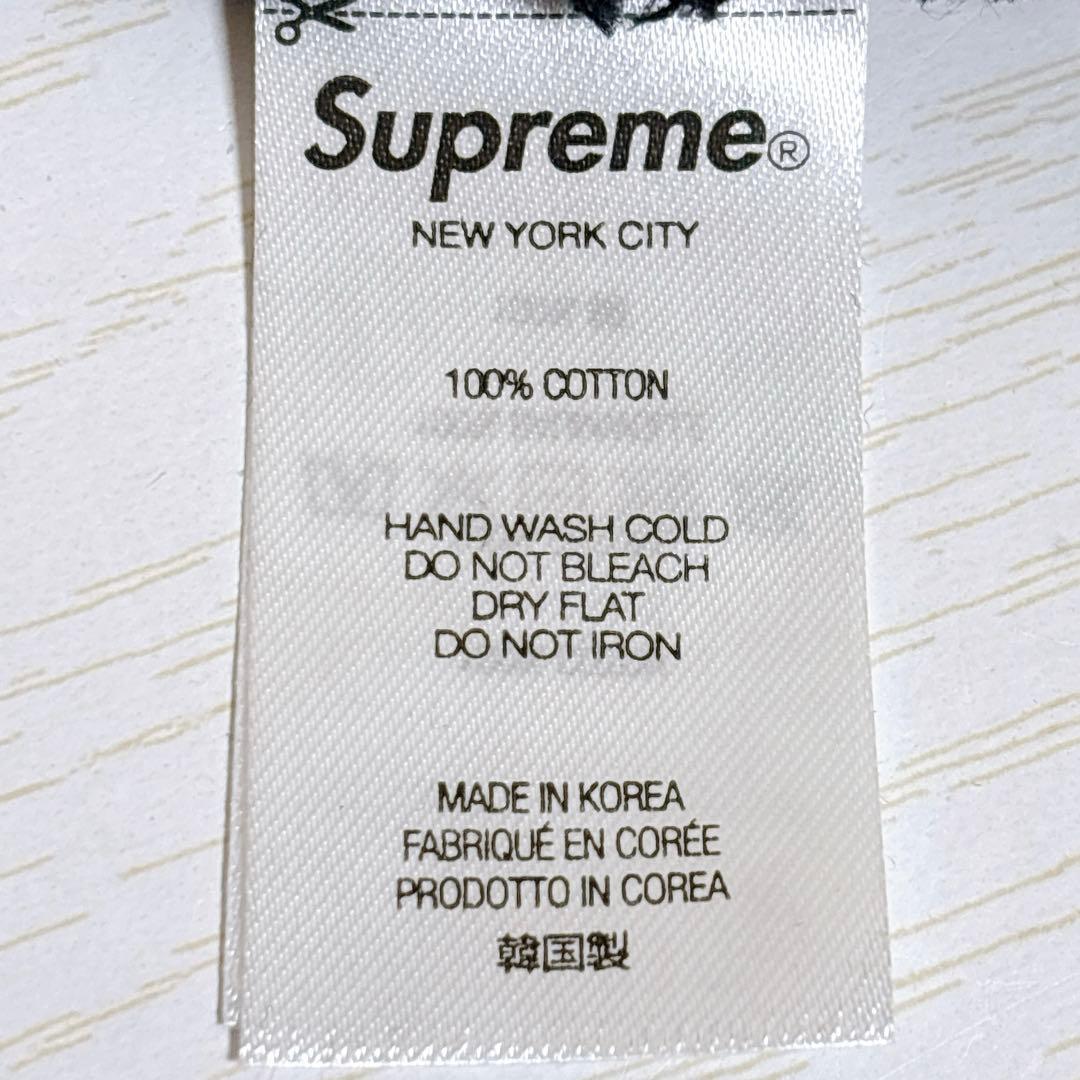 Supreme®
NEW YORK CITY
100% COTTON
HAND WASH COLD
DO NOT BLEACH
DRY FLAT
DO NOT IRON
MADE IN KOREA
FABRIQUÉ EN CORÉE
PRODOTTO IN COREA
韓国製